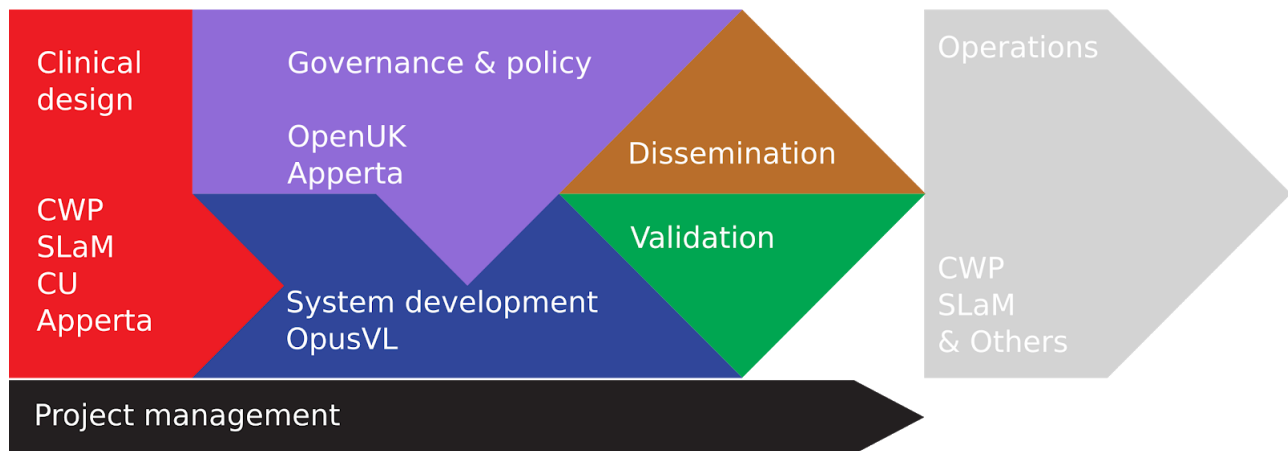 Clinical
design
CWP
SLaM
CU
Apperta
Governance & policy
OpenUK
Apperta
System development
OpusVL
Dissemination
Validation
Operations
CWP
SLaM
& Others
Project management